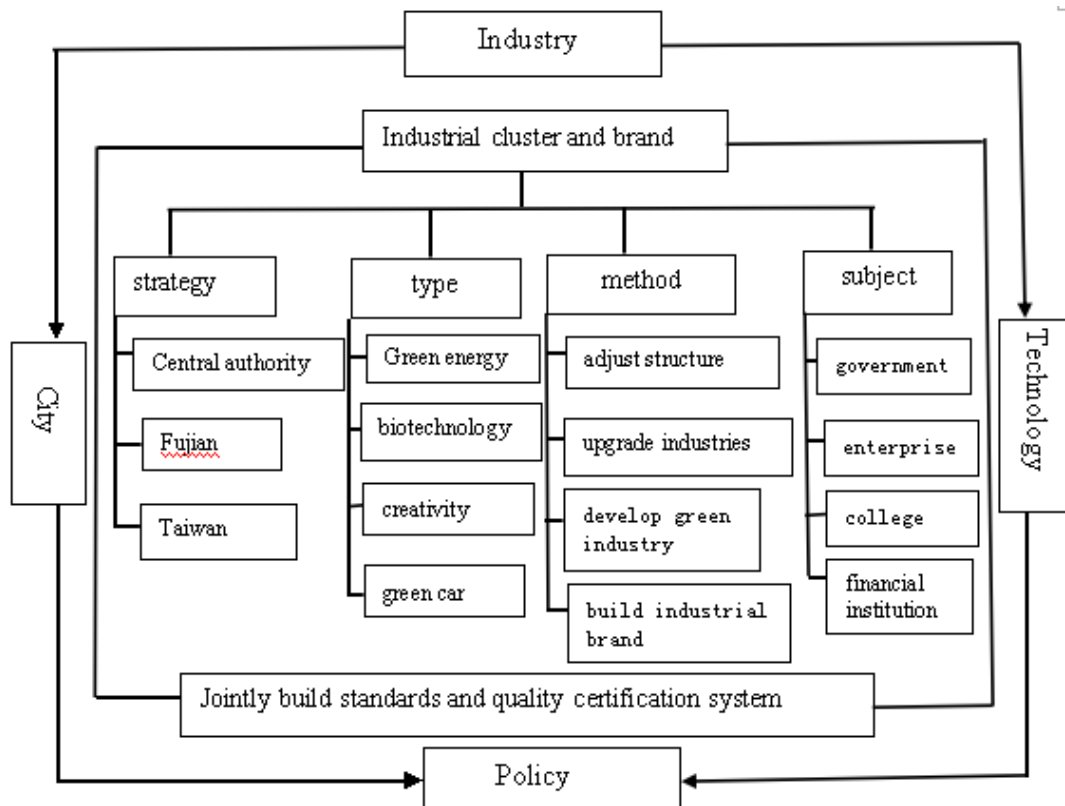 Industry
Industrial cluster and brand
strategy
type
method
subject
Central authority
Fujian
Taiwan
Green energy
biotechnology
creativity
green car
adjust structure
upgrade industries
develop green
industry
build industrial
brand
government
enterprise
college
financial
institution
City
Technology
Jointly build standards and quality certification system
Policy